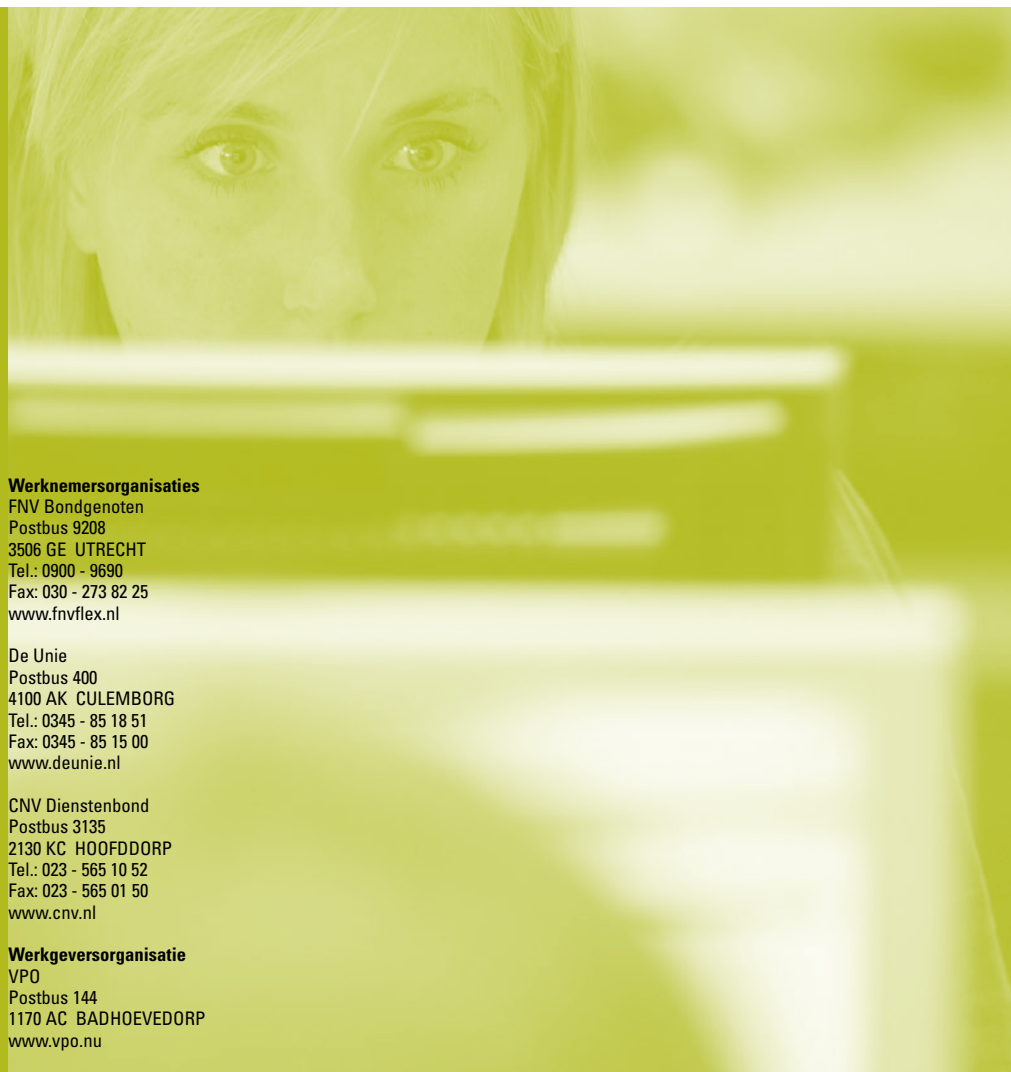 Werknemersorganisaties
FNV Bondgenoten
Postbus 9208
3506 GE  UTRECHT
Tel.: 0900 - 9690
Fax: 030 - 273 82 25
www.fnvflex.nl

De Unie
Postbus 400
4100 AK  CULEMBORG
Tel.: 0345 - 85 18 51
Fax: 0345 - 85 15 00
www.deunie.nl

CNV Dienstenbond
Postbus 3135
2130 KC  HOOFDDORP
Tel.: 023 - 565 10 52
Fax: 023 - 565 01 50
www.cnv.nl

Werkgeversorganisatie
VPO
Postbus 144
1170 AC  BADHOEVEDORP
www.vpo.nu